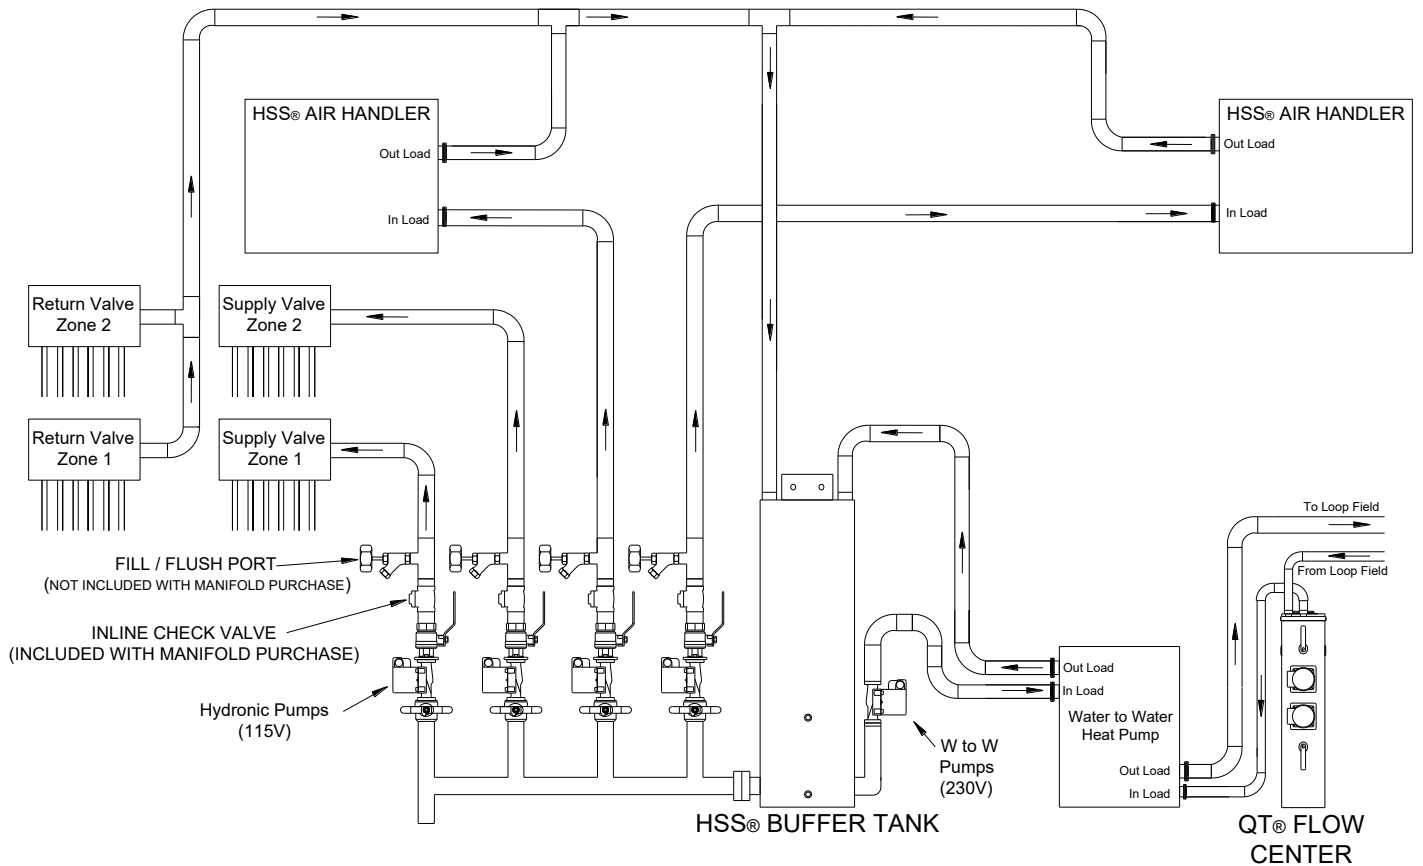 HSS® AIR HANDLER
Out Load
In Load
HSS® AIR HANDLER
Out Load
In Load
Return Valve
Zone 2
Supply Valve
Zone 2
Return Valve
Zone 1
Supply Valve
Zone 1
FILL / FLUSH PORT
(NOT INCLUDED WITH MANIFOLD PURCHASE)
INLINE CHECK VALVE
(INCLUDED WITH MANIFOLD PURCHASE)
Hydronic Pumps
(115V)
To Loop Field
From Loop Field
Out Load
In Load
Water to Water
Heat Pump
Out Load
In Load
W to W
Pumps
(230V)
HSS® BUFFER TANK
QT® FLOW
CENTER